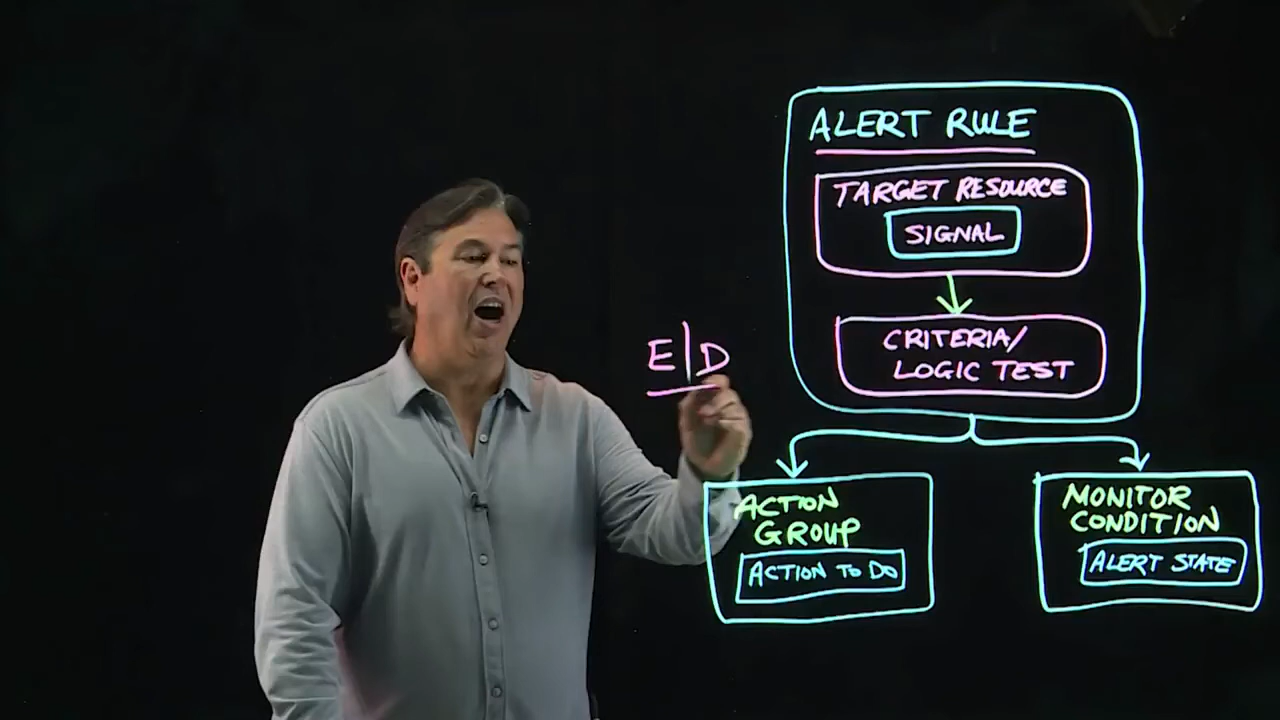 ALERT RULE
TARGET RESOURCE
SIGNAL
CRITERIA/
LOGIC TEST
E|D
ACTION
GROUP
ACTION TO DO
MONITOR
CONDITION
ALERT STATE